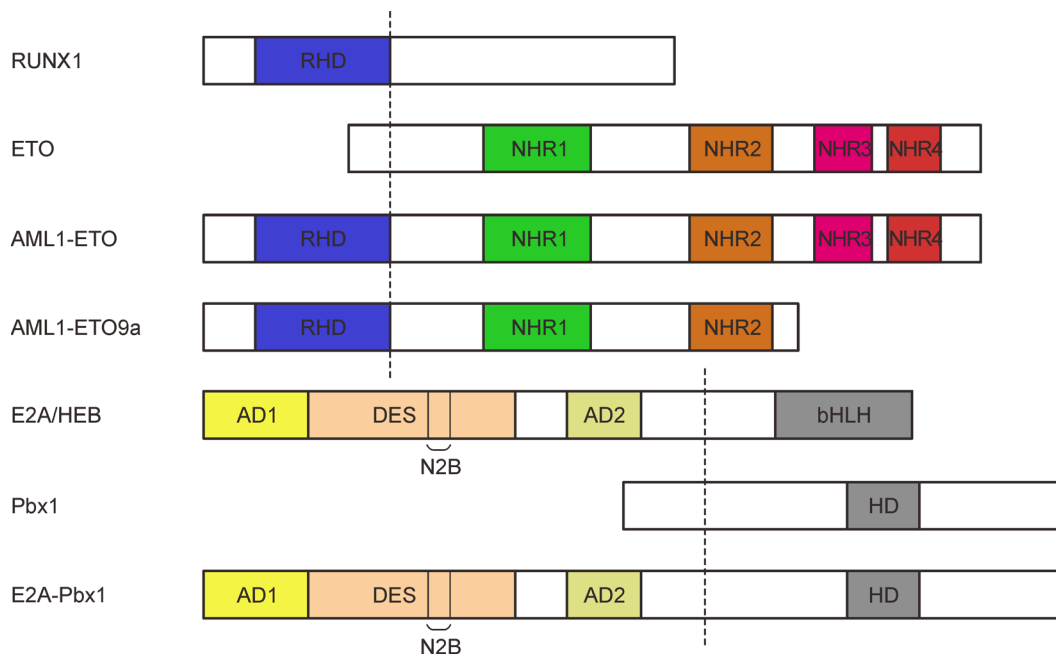 RUNX1 RHD
ETO NHR1 NHR2 NHR3 NHR4
AML1-ETO RHD NHR1 NHR2 NHR3 NHR4
AML1-ETO9a RHD NHR1 NHR2
E2A/HEB AD1 DES AD2 bHLH
N2B
Pbx1 HD
E2A-Pbx1 AD1 DES AD2 HD
N2B